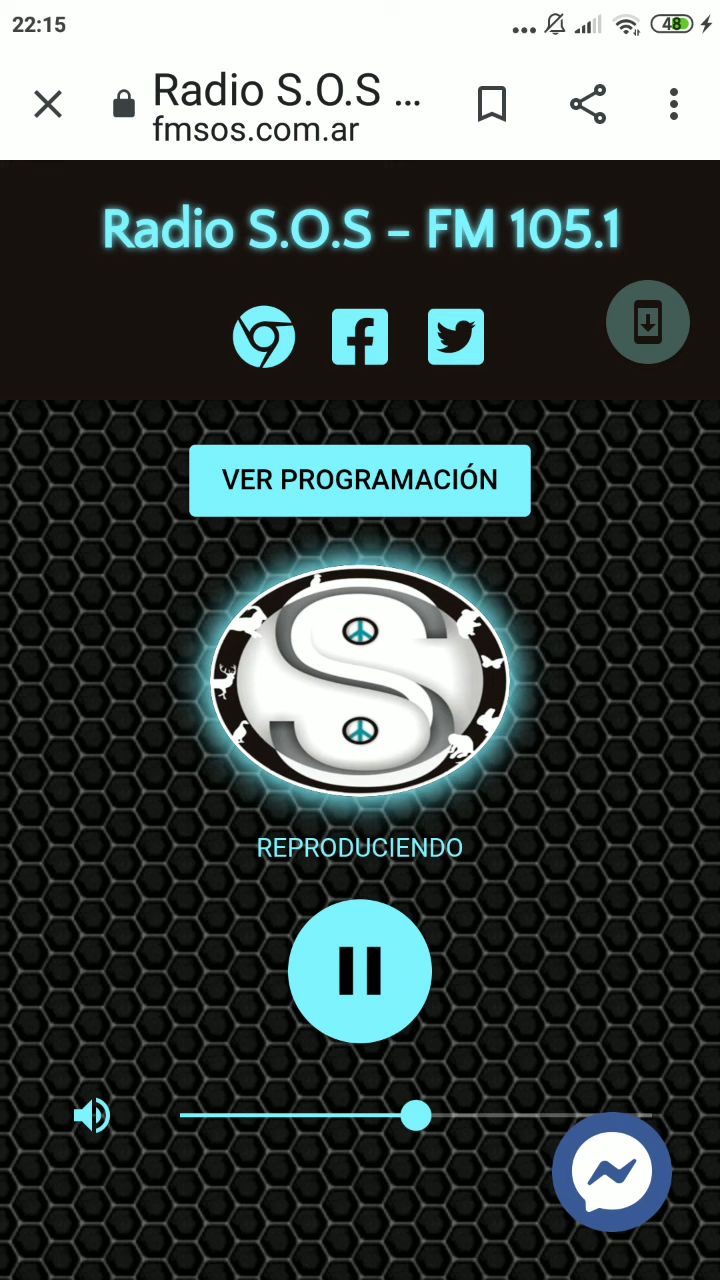 22:15
48
Radio S.O.S ...
fmsos.com.ar
Radio S.O.S - FM 105.1
VER PROGRAMACIÓN
S
REPRODUCIENDO